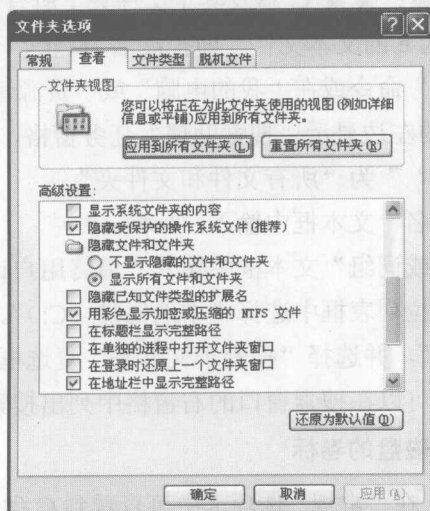 文件夹选项
常规 查看 文件类型 脱机文件
文件夹视图
您可以将正在为此文件夹使用的视图(例如详细
信息或平铺)应用到所有文件夹。
应用到所有文件夹(L) 重置所有文件夹(R)
高级设置:
显示系统文件夹的内容
隐藏受保护的操作系统文件(推荐)
隐藏文件和文件夹
不显示隐藏的文件和文件夹
显示所有文件和文件夹
隐藏已知文件类型的扩展名
用彩色显示加密或压缩的 NTFS 文件
在标题栏显示完整路径
在单独的进程中打开文件夹窗口
在登录时还原上一个文件夹窗口
在地址栏中显示完整路径
还原为默认值(D)
确定 取消 应用(A)